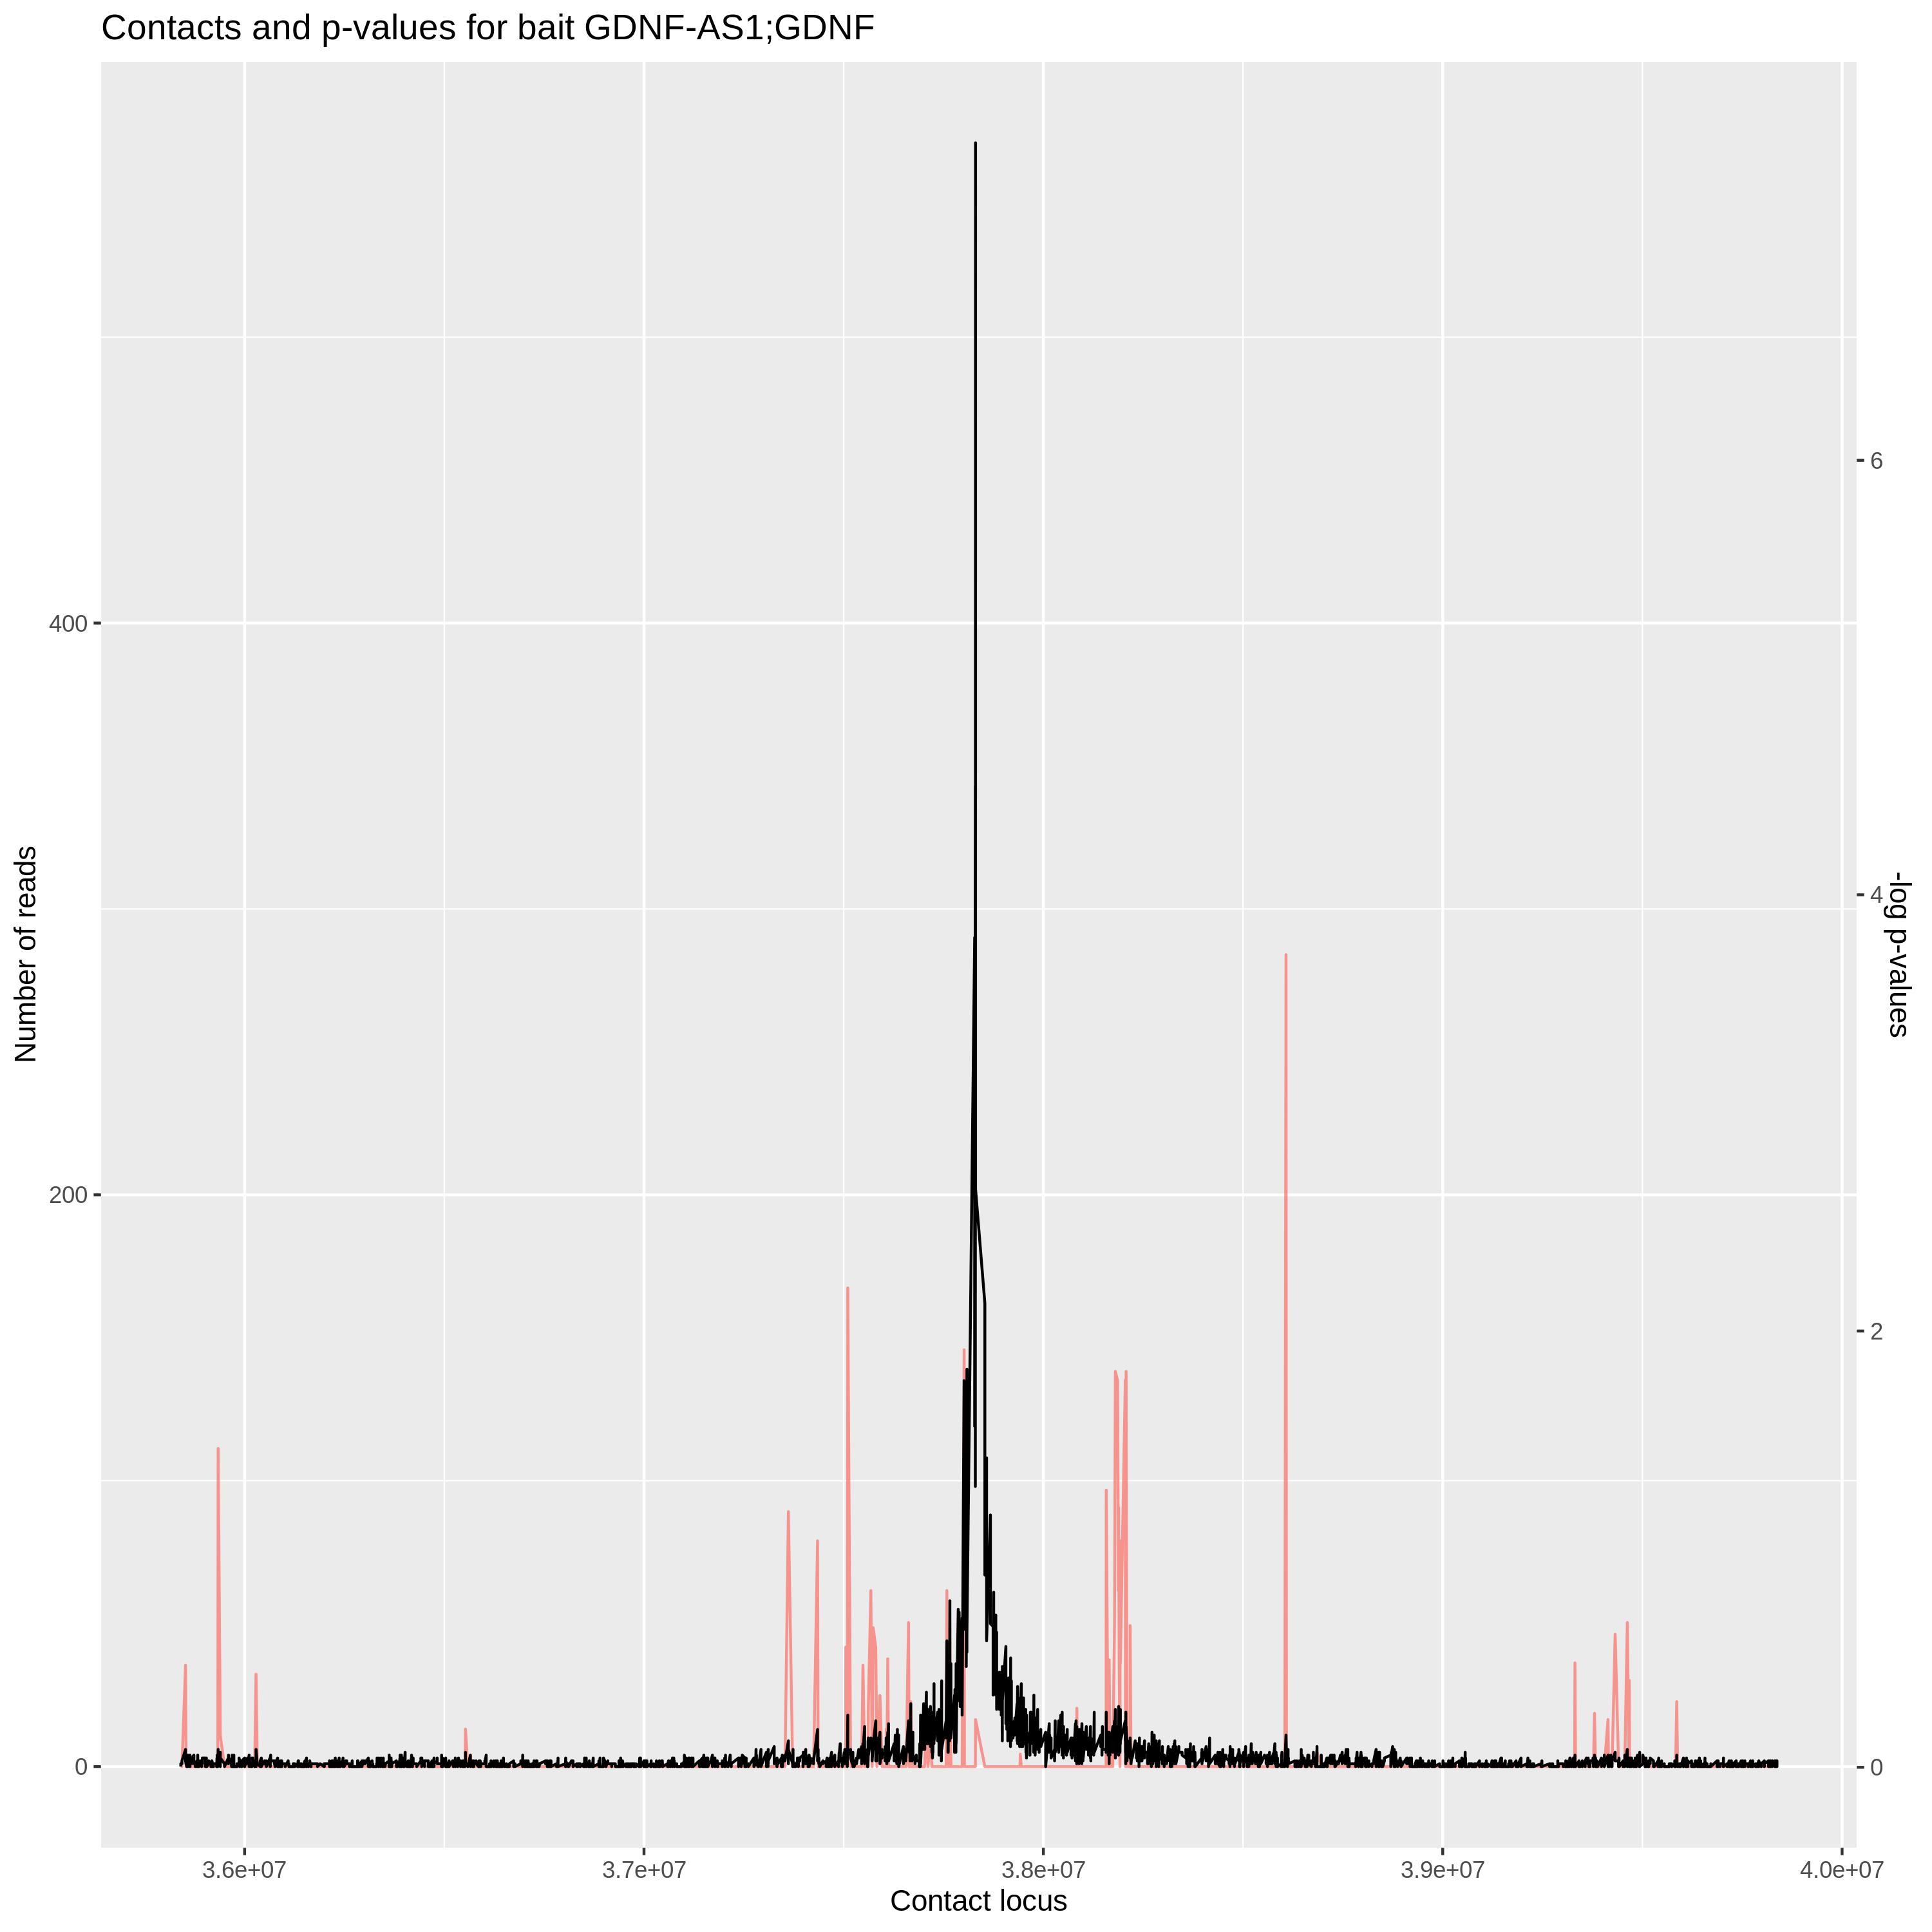 Contacts and p-values for bait GDNF-AS1;GDNF
Number of reads
400
200
0
6
4
2
0
-log p-values
3.6e+07
3.7e+07
3.8e+07
3.9e+07
4.0e+07
Contact locus